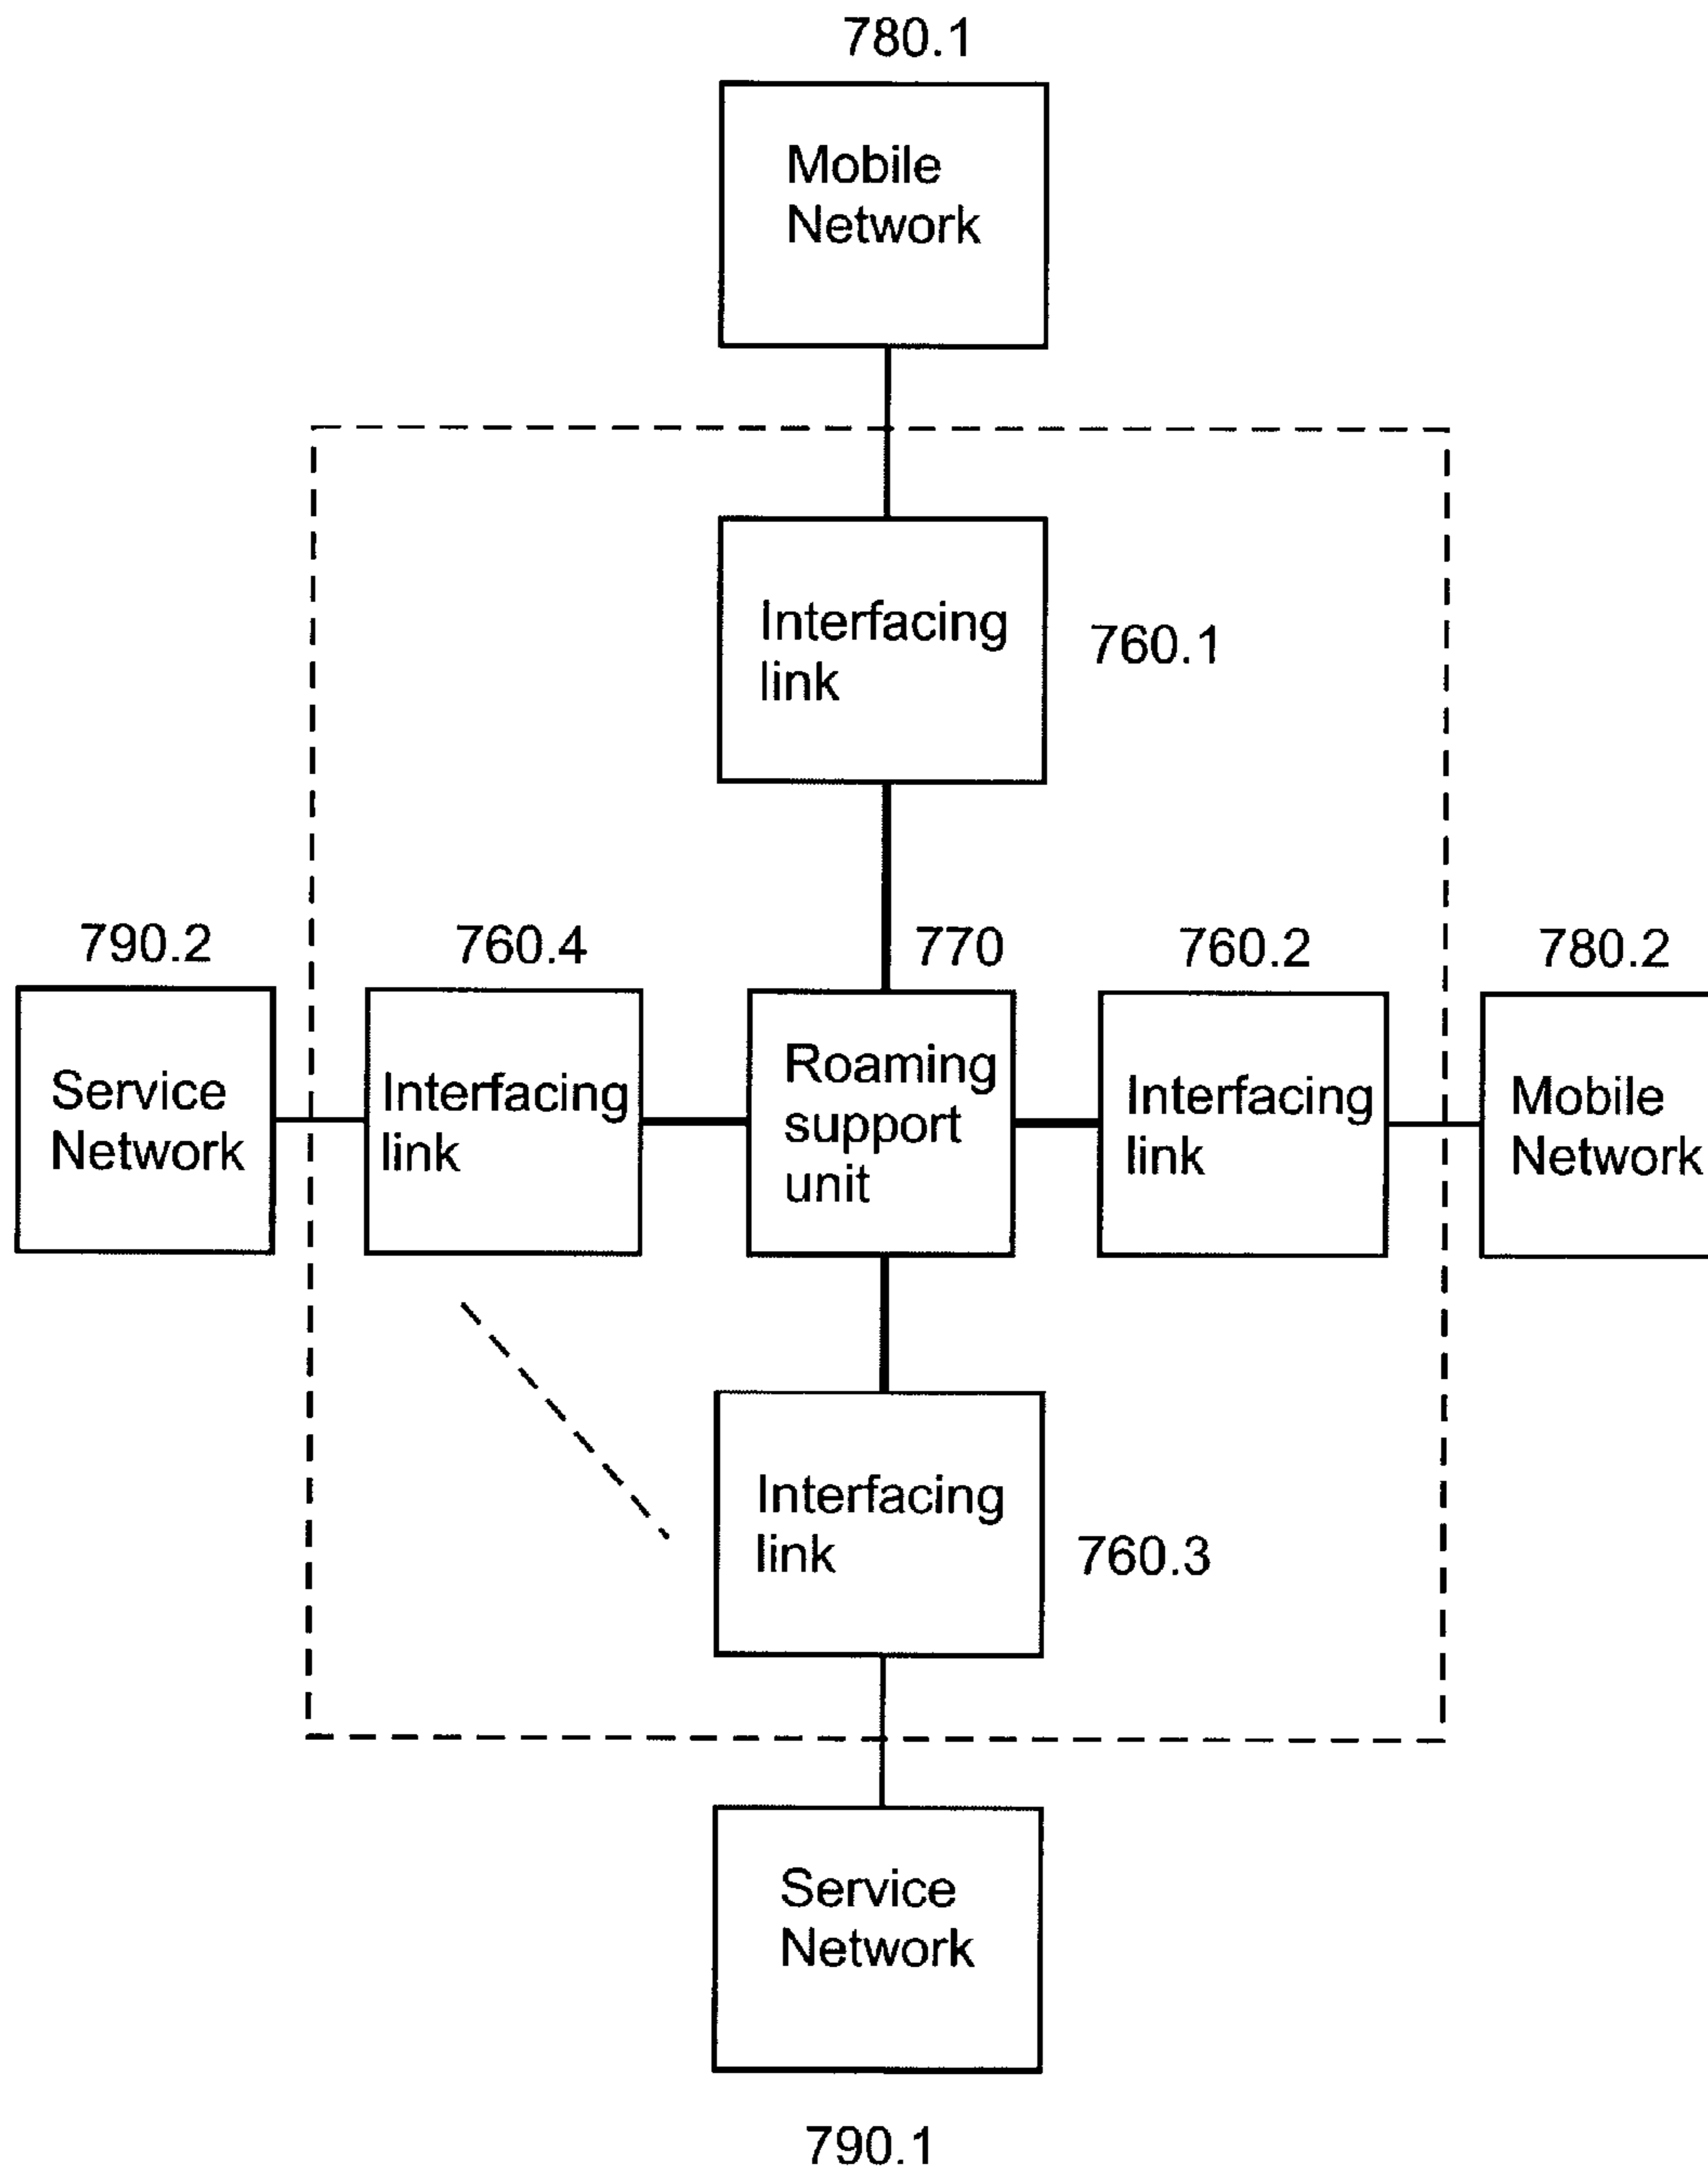 780.1
Mobile
Network
Interfacing
link
760.1
790.2
760.4
770
760.2
780.2
Service
Network
Interfacing
link
Roaming
support
unit
Interfacing
link
Mobile
Network
Interfacing
link
760.3
Service
Network
790.1